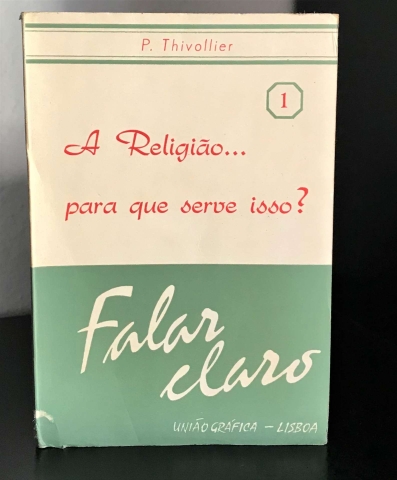 P. Thivollier
1
A Religião...
para que serve isso?
Falar
claro
UNIÃO GRÁFICA - LISBOA